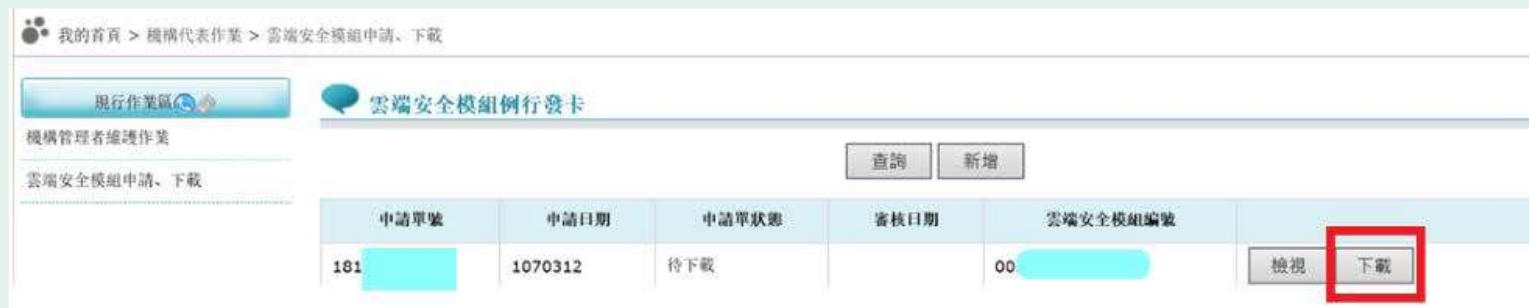 我的首頁 > 機構代表作業 > 雲端安全模組申請、下載
現行作業區
機構管理者維護作業
雲端安全模組申請、下載
雲端安全模組例行發卡
查詢 新增
申請單號 申請日期 申請單狀態 審核日期 雲端安全模組編號
181 1070312 待下載 00 檢視 下載